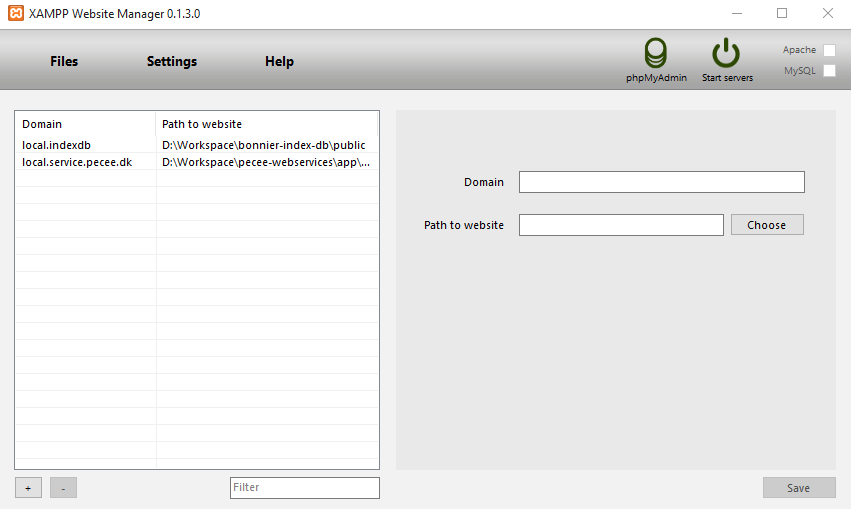 XAMPP Website Manager 0.1.3.0
Files Settings Help
phpMyAdmin
Start servers
Apache
MySQL
Domain Path to website
local.indexdb D:\Workspace\bonnier-index-db\public
local.service.pecee.dk D:\Workspace\pecee-webservices\app\...
Domain
Path to website
Choose
+ - Filter
Save